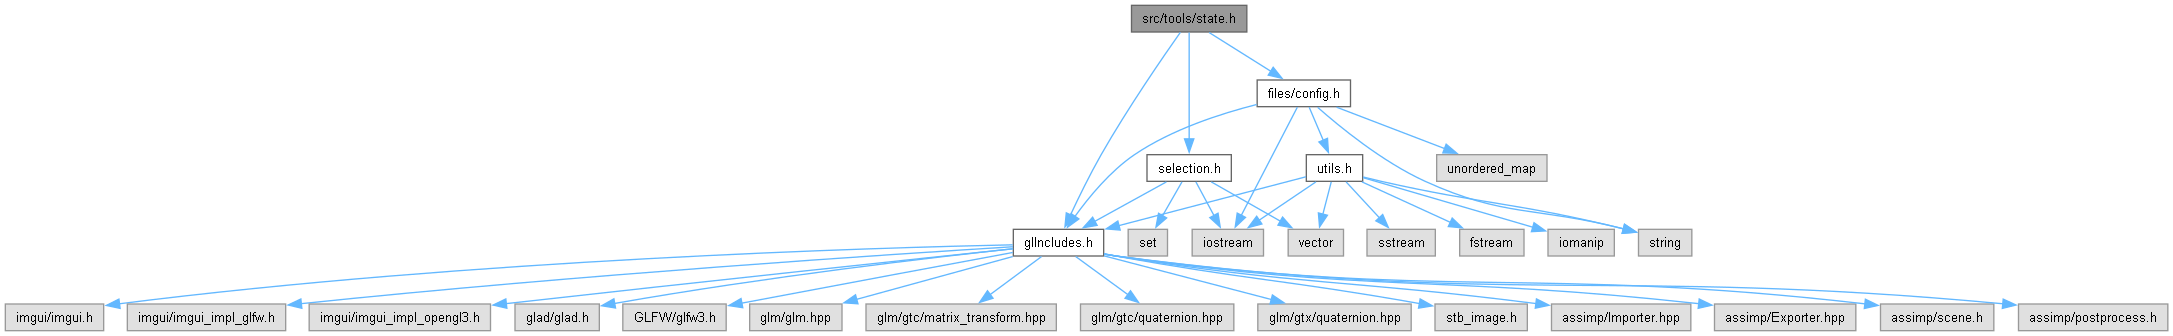 src/tools/state.h
files/config.h
selection.h
utils.h
unordered_map
glIncludes.h
set
iostream
vector
sstream
fstream
iomanip
string
imgui/imgui.h
imgui/imgui_impl_glfw.h
imgui/imgui_impl_opengl3.h
glad/glad.h
GLFW/glfw3.h
glm/glm.hpp
glm/gtc/matrix_transform.hpp
glm/gtc/quaternion.hpp
glm/gtx/quaternion.hpp
stb_image.h
assimp/Importer.hpp
assimp/Exporter.hpp
assimp/scene.h
assimp/postprocess.h